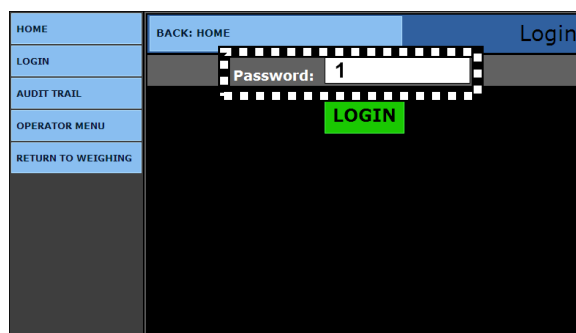 HOME
LOGIN
AUDIT TRAIL
OPERATOR MENU
RETURN TO WEIGHING
BACK: HOME
Login
Password: 1
LOGIN